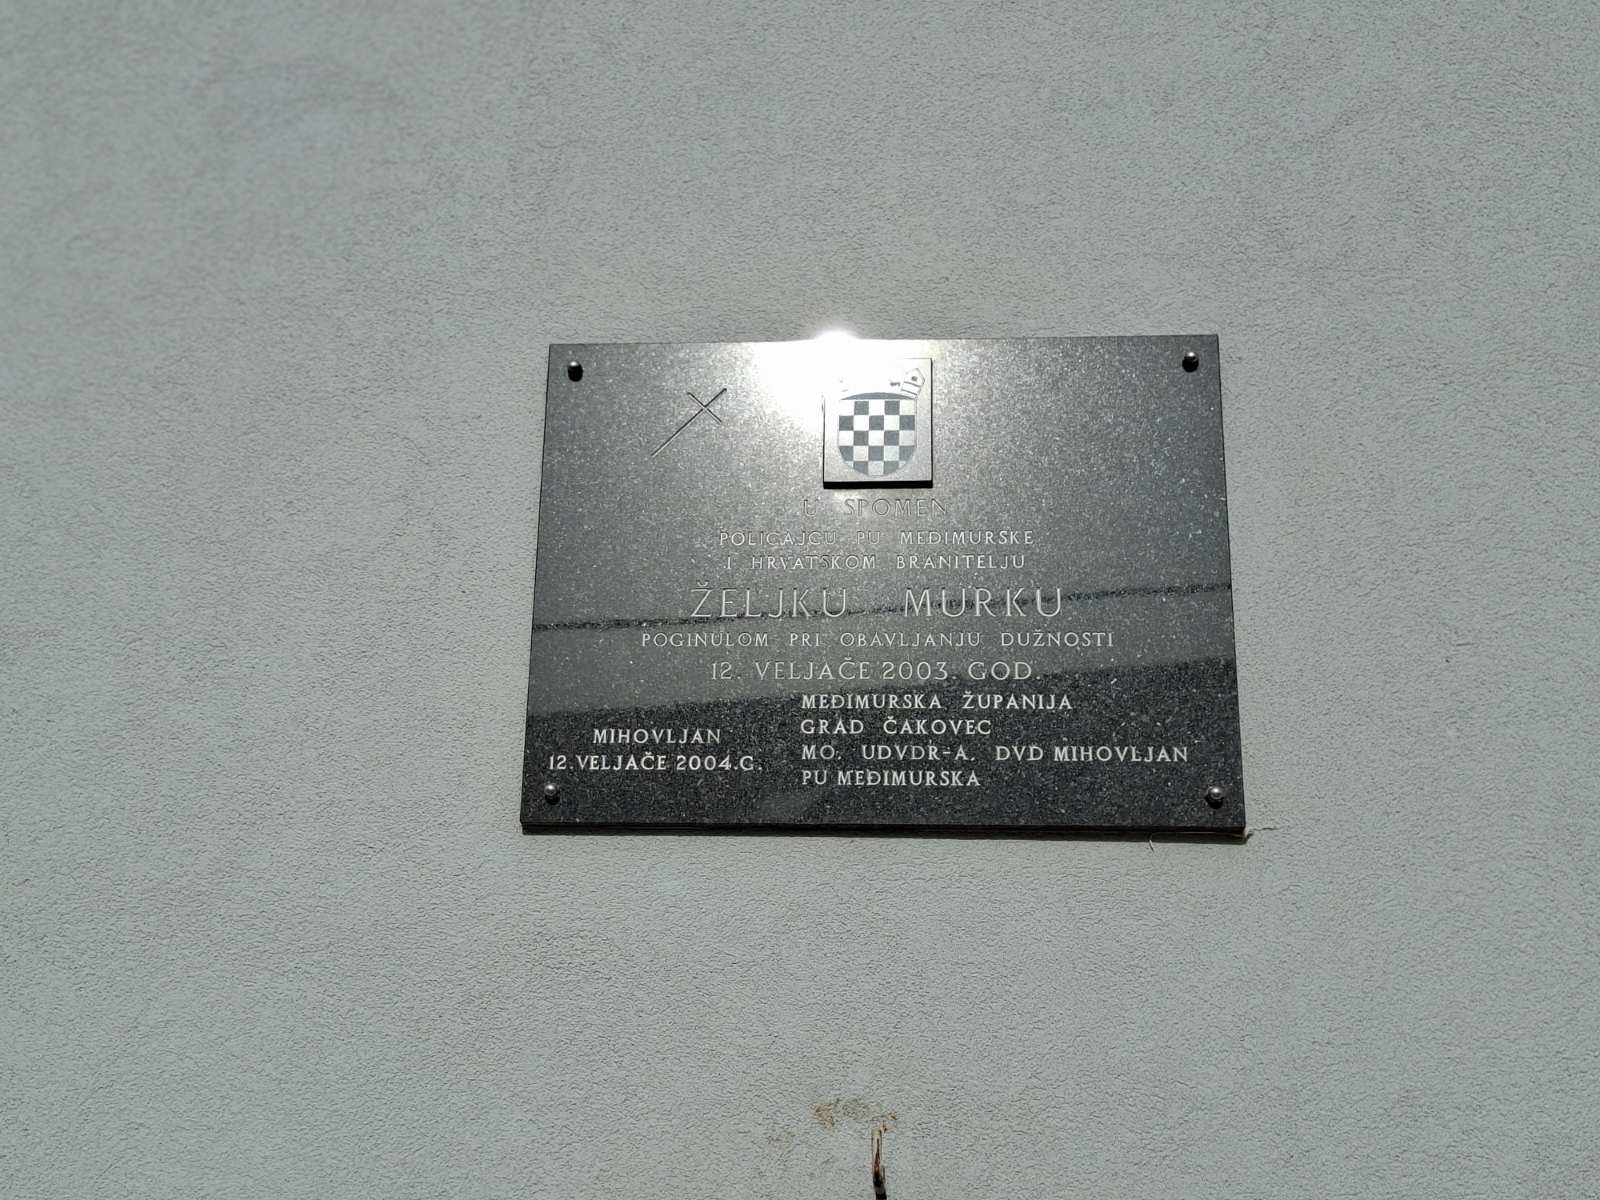 U SPOMEN
POLICAJCU PU MEĐIMURSKE
I HRVATSKOM BRANITELJU
ŽELJKU MURKU
POGINULOM PRI OBAVLJANJU DUŽNOSTI
12. VELJAČE 2003. GOD.
MEĐIMURSKA ŽUPANIJA
GRAD ČAKOVEC
MO. UDVDR-A. DVD MIHOVLJAN
PU MEĐIMURSKA
MIHOVLJAN
12.VELJAČE 2004.G.